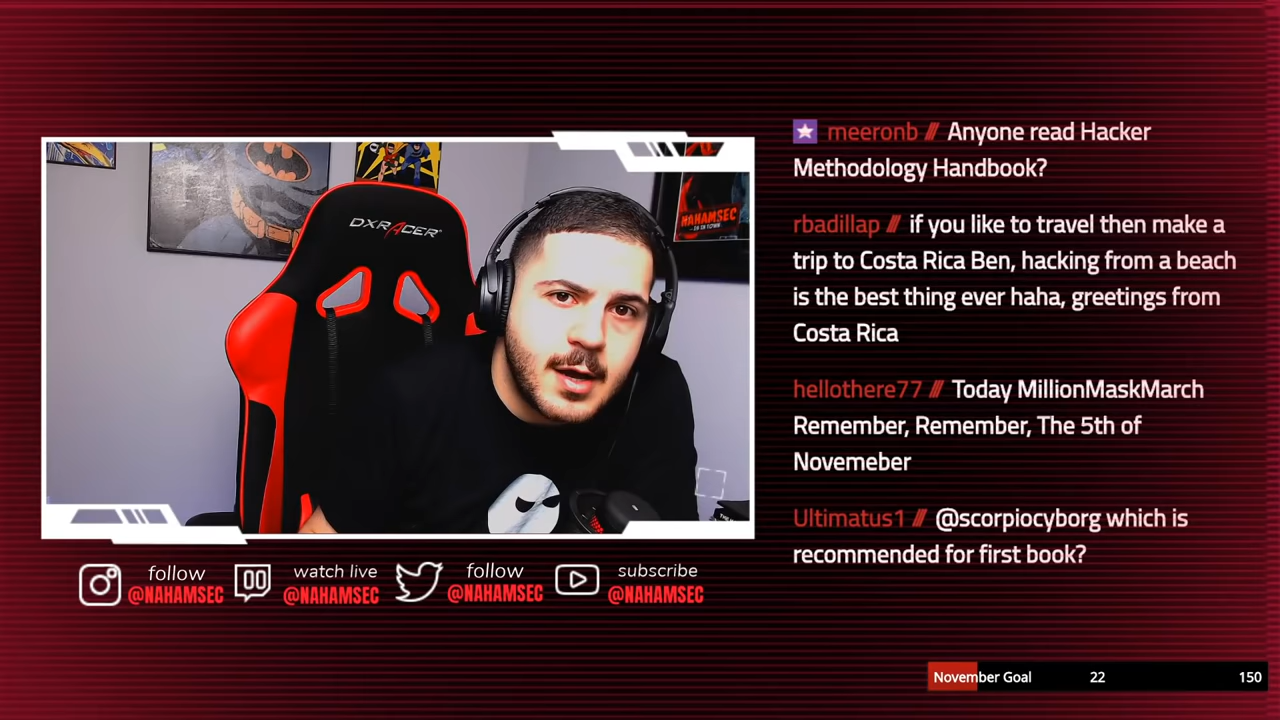 DXRACER
NAHAMSEC
meeronb /// Anyone read Hacker
Methodology Handbook?
rbadillap /// if you like to travel then make a
trip to Costa Rica Ben, hacking from a beach
is the best thing ever haha, greetings from
Costa Rica
hellothere77 /// Today MillionMaskMarch
Remember, Remember, The 5th of
Novemeber
Ultimatus1 /// @scorpiocyborg which is
recommended for first book?
follow
@NAHAMSEC
watch live
@NAHAMSEC
follow
@NAHAMSEC
subscribe
@NAHAMSEC
November Goal 22 150